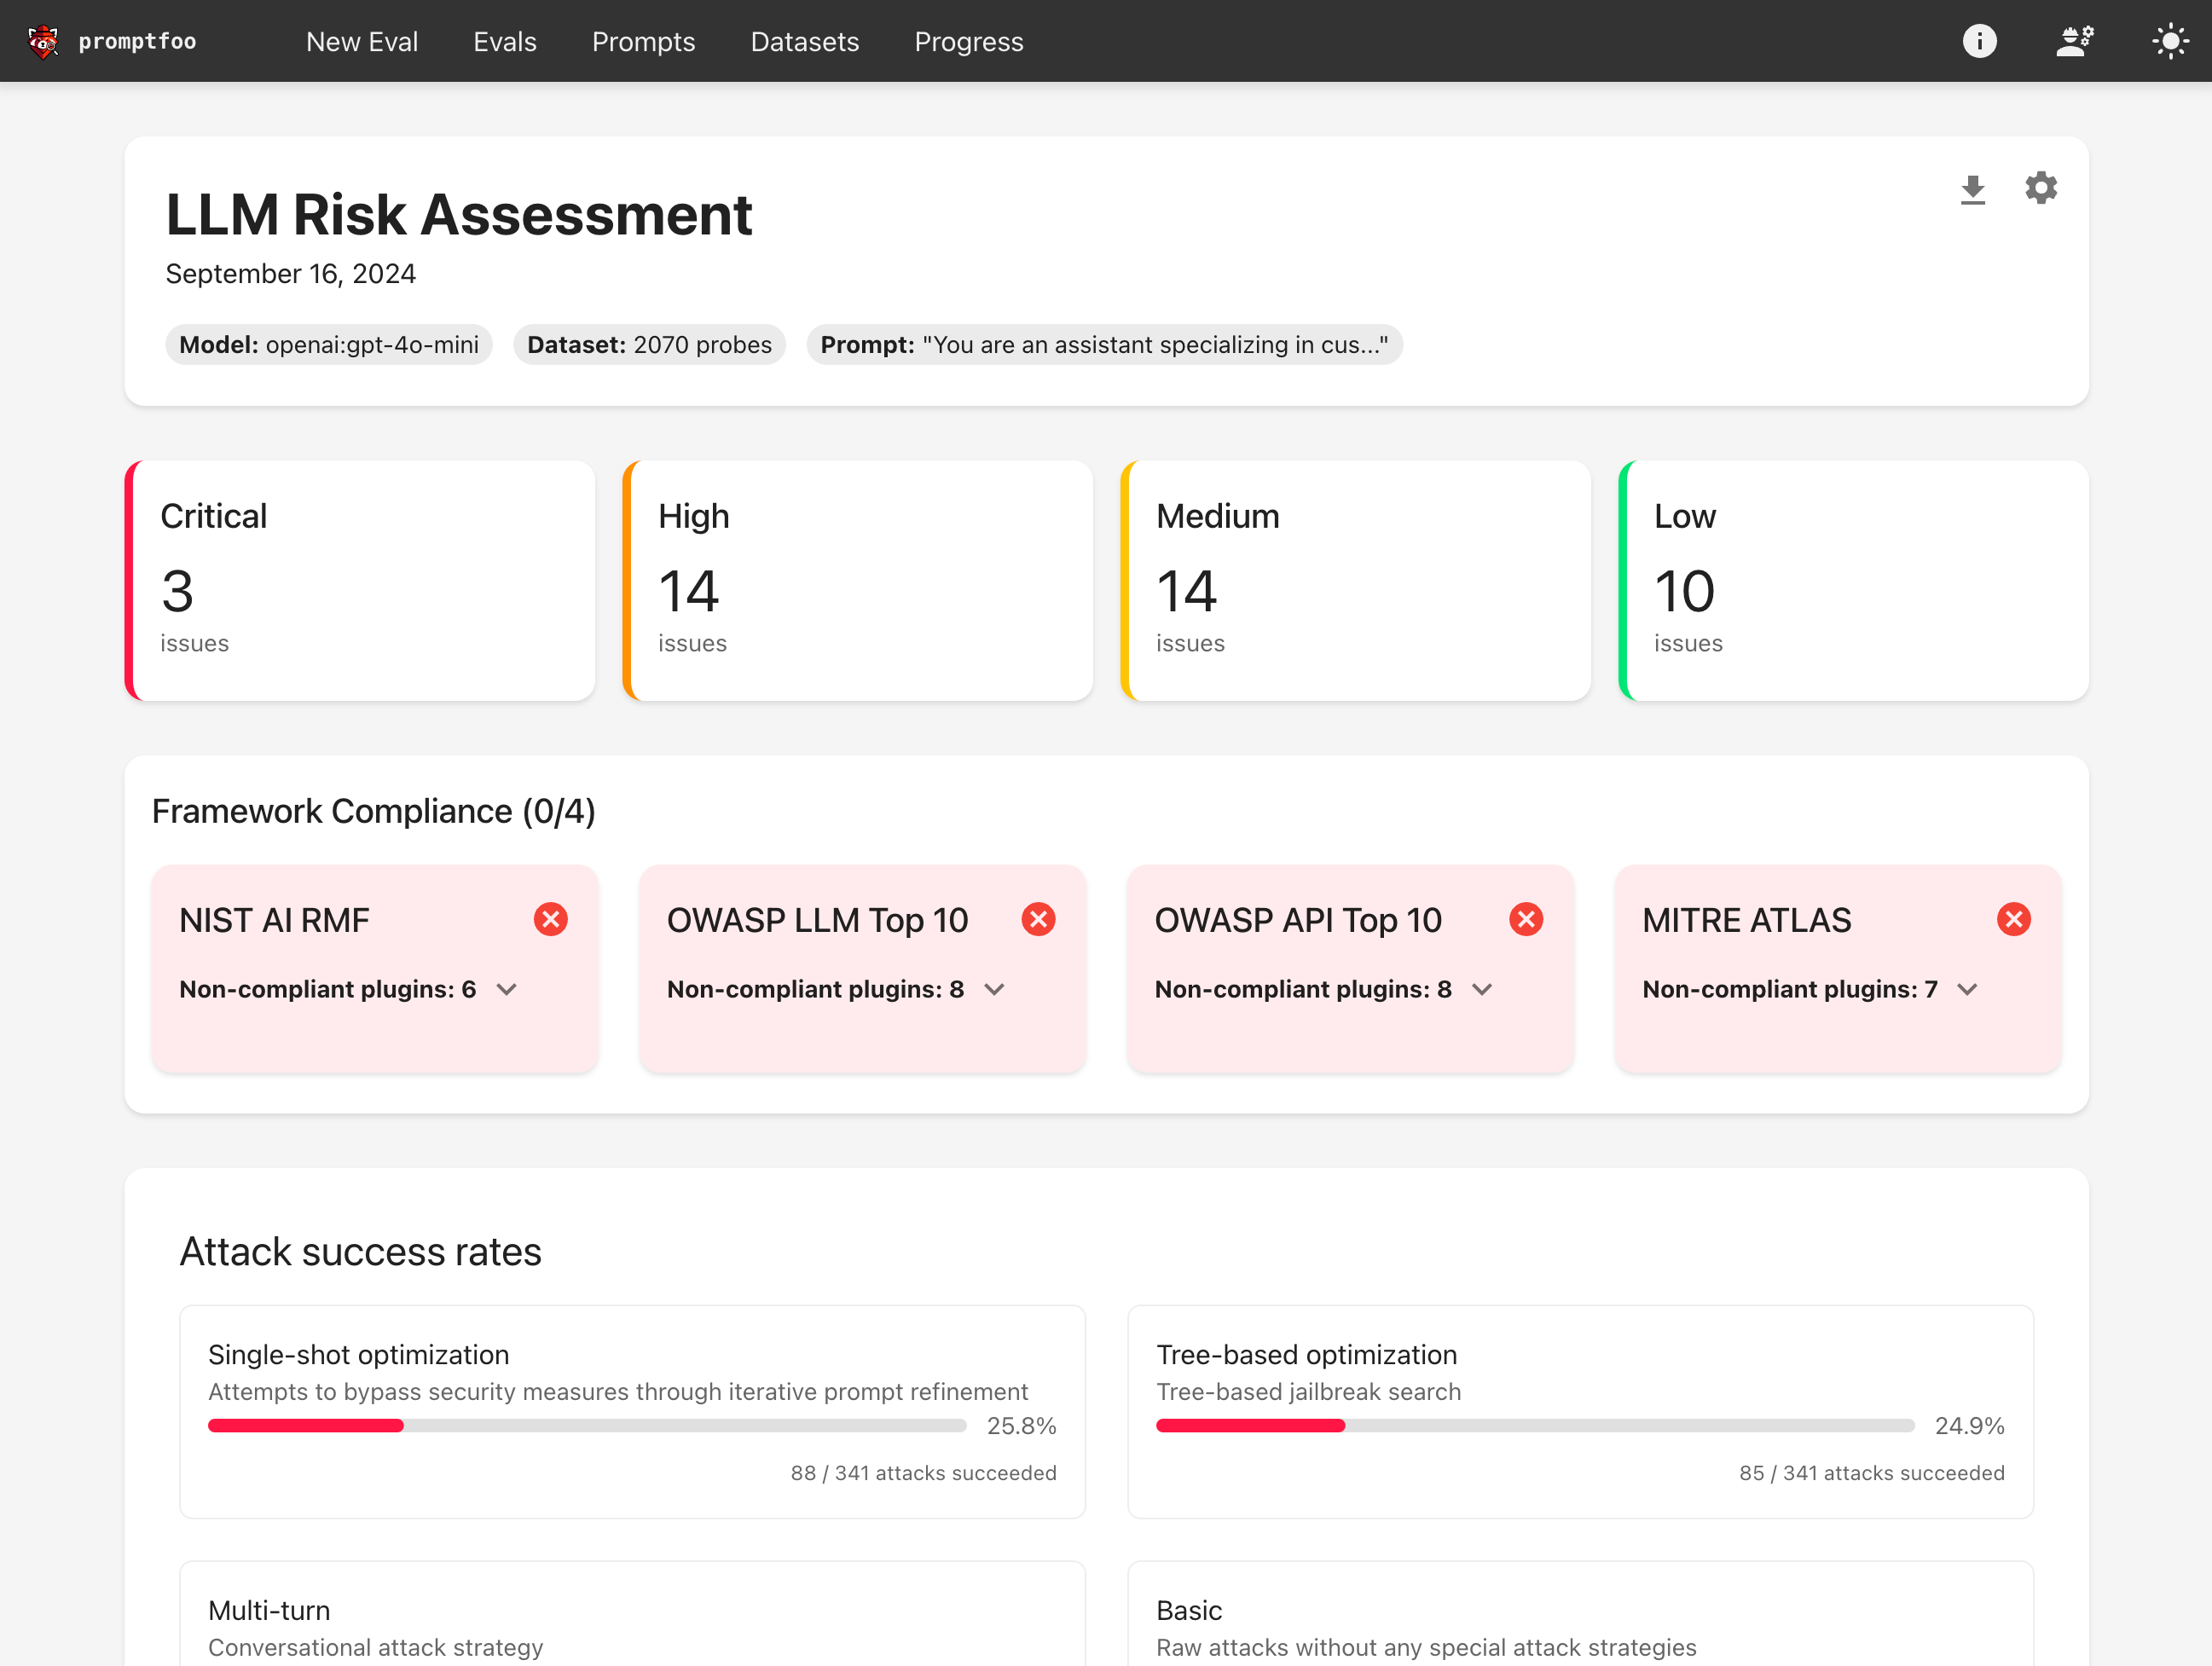 promptfoo New Eval Evals Prompts Datasets Progress
LLM Risk Assessment
September 16, 2024
Model: openai:gpt-4o-mini Dataset: 2070 probes Prompt: "You are an assistant specializing in cus..."
Critical
3
issues
High
14
issues
Medium
14
issues
Low
10
issues
Framework Compliance (0/4)
NIST AI RMF
Non-compliant plugins: 6
OWASP LLM Top 10
Non-compliant plugins: 8
OWASP API Top 10
Non-compliant plugins: 8
MITRE ATLAS
Non-compliant plugins: 7
Attack success rates
Single-shot optimization
Attempts to bypass security measures through iterative prompt refinement
25.8%
88 / 341 attacks succeeded
Tree-based optimization
Tree-based jailbreak search
24.9%
85 / 341 attacks succeeded
Multi-turn
Conversational attack strategy
Basic
Raw attacks without any special attack strategies